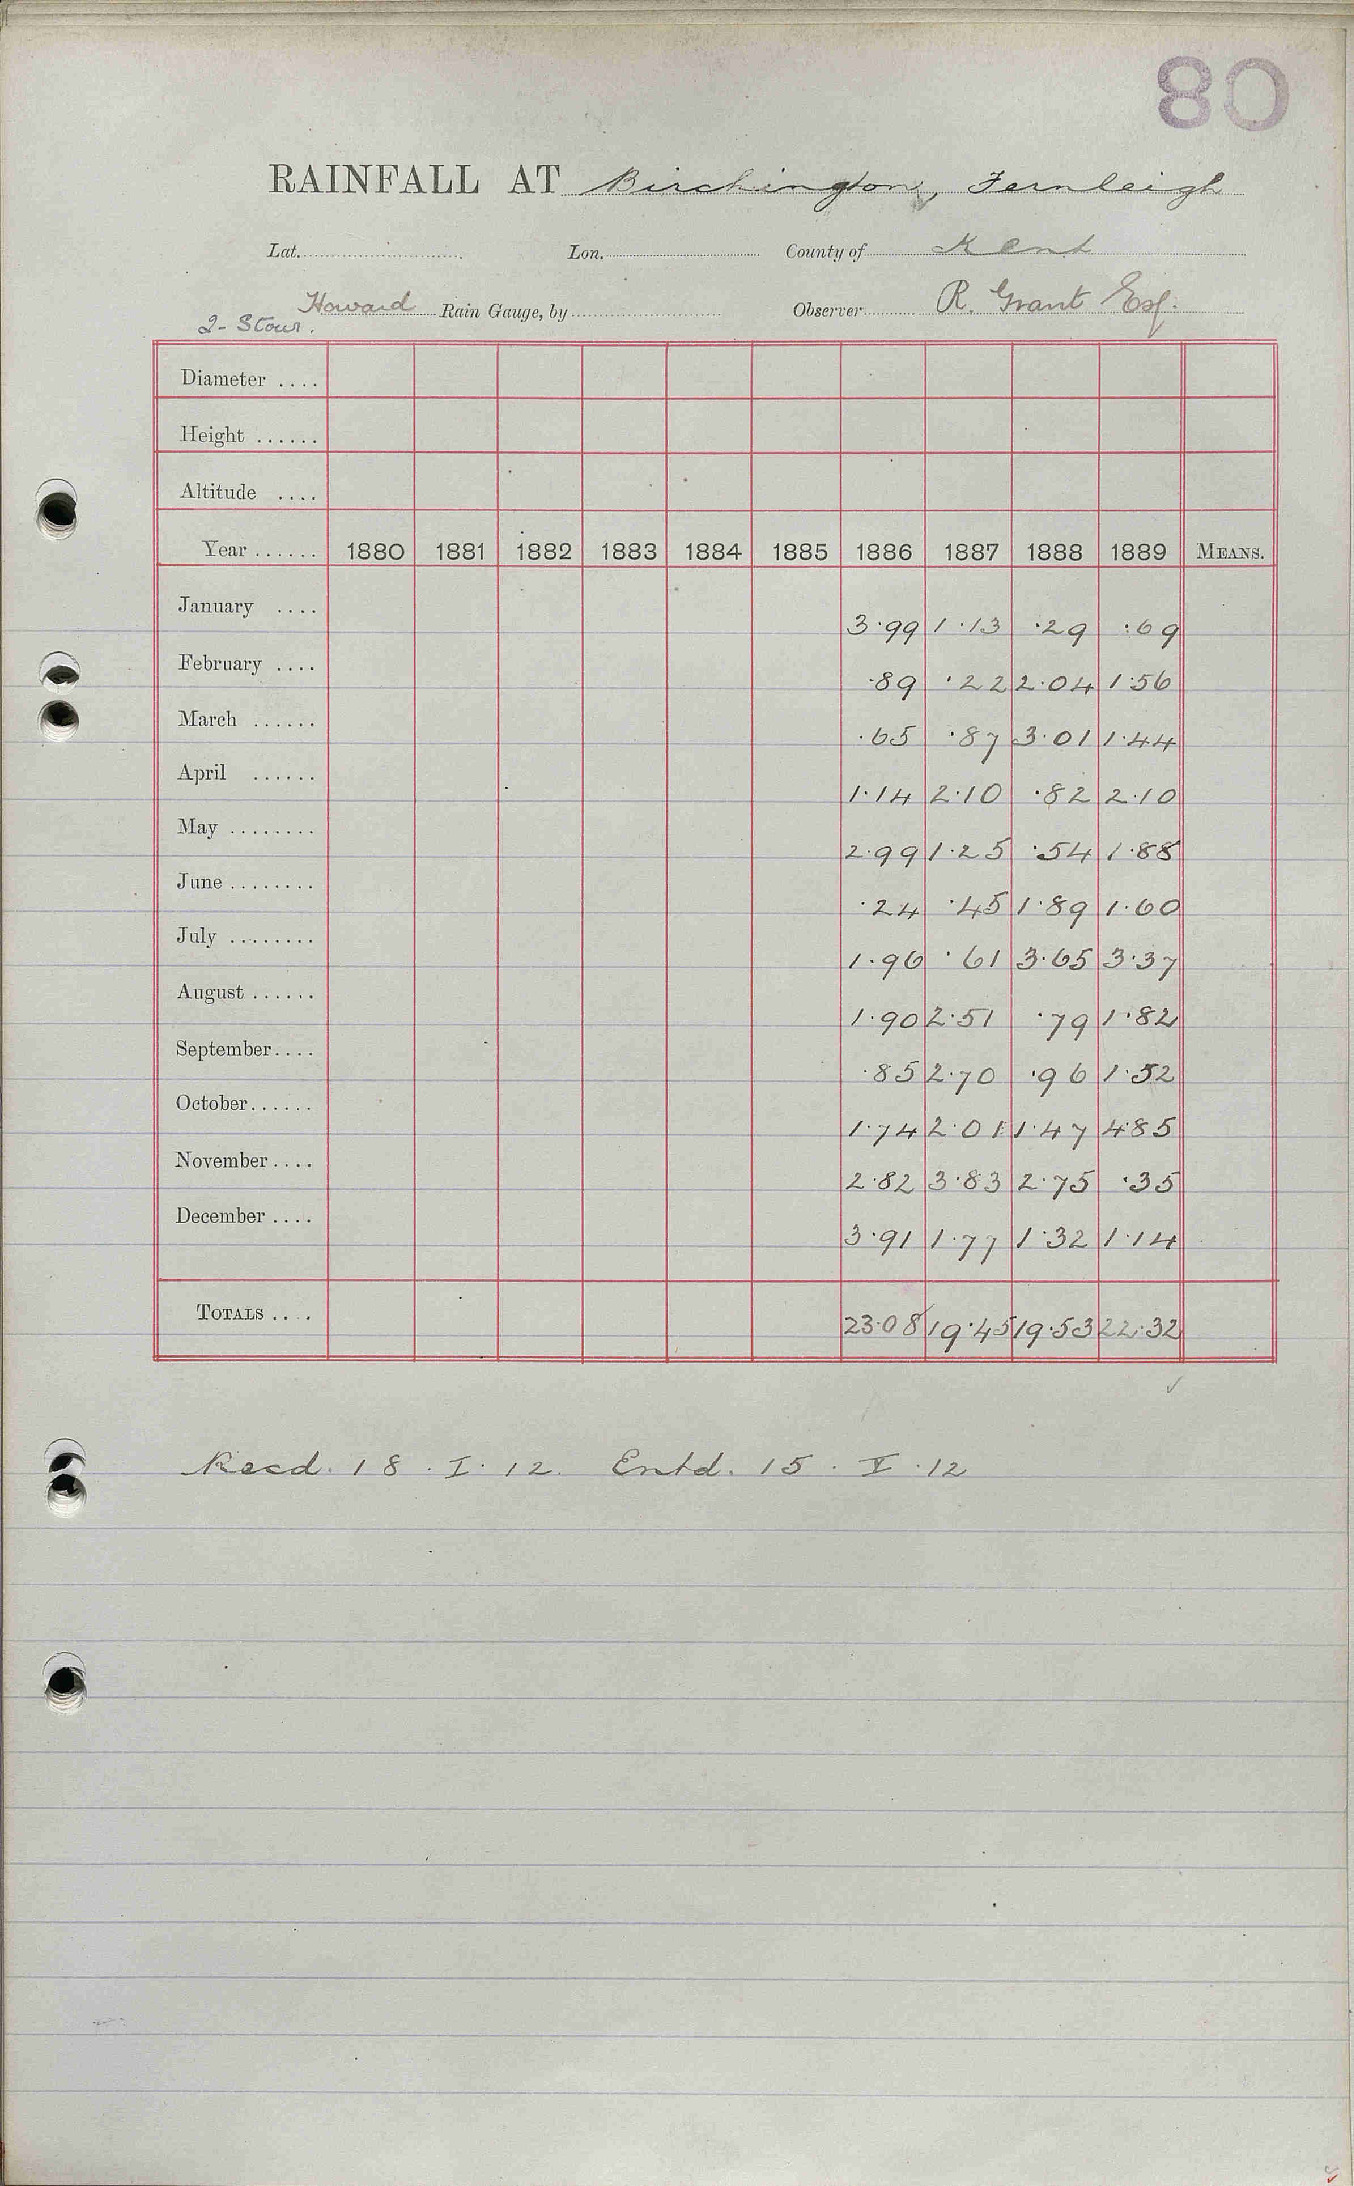 80
RAINFALL AT Birchington, Fernleigh
Lat. Lon. County of Kent
Howard Rain Gauge, by Observer R. Grant Esq.
2- Stour.
Diameter ....
Height ......
Altitude ....
Year ...... 1880 1881 1882 1883 1884 1885 1886 1887 1888 1889 MEANS.
January .... 3·99 1·13 ·29 ·69
February .... ·89 ·22 2·04 1·56
March ...... ·65 ·87 3·01 1·44
April ...... 1·14 2·10 ·82 2·10
May ........ 2·99 1·25 ·54 1·88
June ........ ·24 ·45 1·89 1·60
July ........ 1·96 ·61 3·65 3·37
August ...... 1·90 2·51 ·79 1·82
September.... ·85 2·70 ·96 1·52
October...... 1·74 2·01 1·47 4·85
November.... 2·82 3·83 2·75 ·35
December .... 3·91 1·77 1·32 1·14
TOTALS .... 23·08 19·45 19·53 22·32
Recd. 18. I. 12. Entd. 15. V. 12